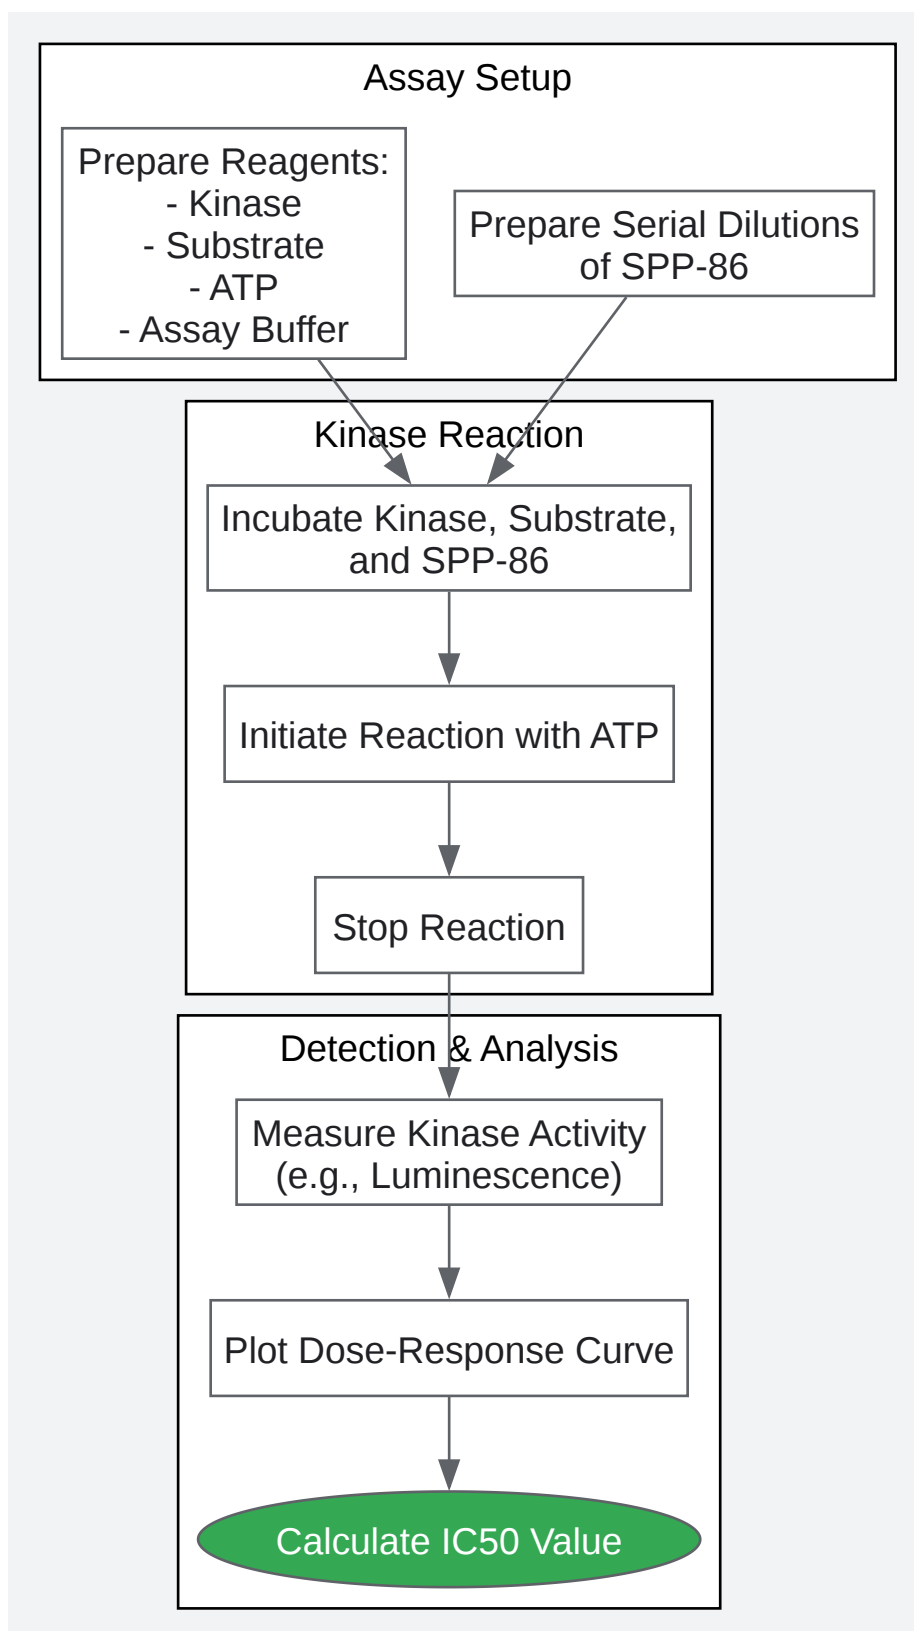 Assay Setup
Prepare Reagents:
- Kinase
- Substrate
- ATP
- Assay Buffer
Prepare Serial Dilutions
of SPP-86
Kinase Reaction
Incubate Kinase, Substrate,
and SPP-86
Initiate Reaction with ATP
Stop Reaction
Detection & Analysis
Measure Kinase Activity
(e.g., Luminescence)
Plot Dose-Response Curve
Calculate IC50 Value